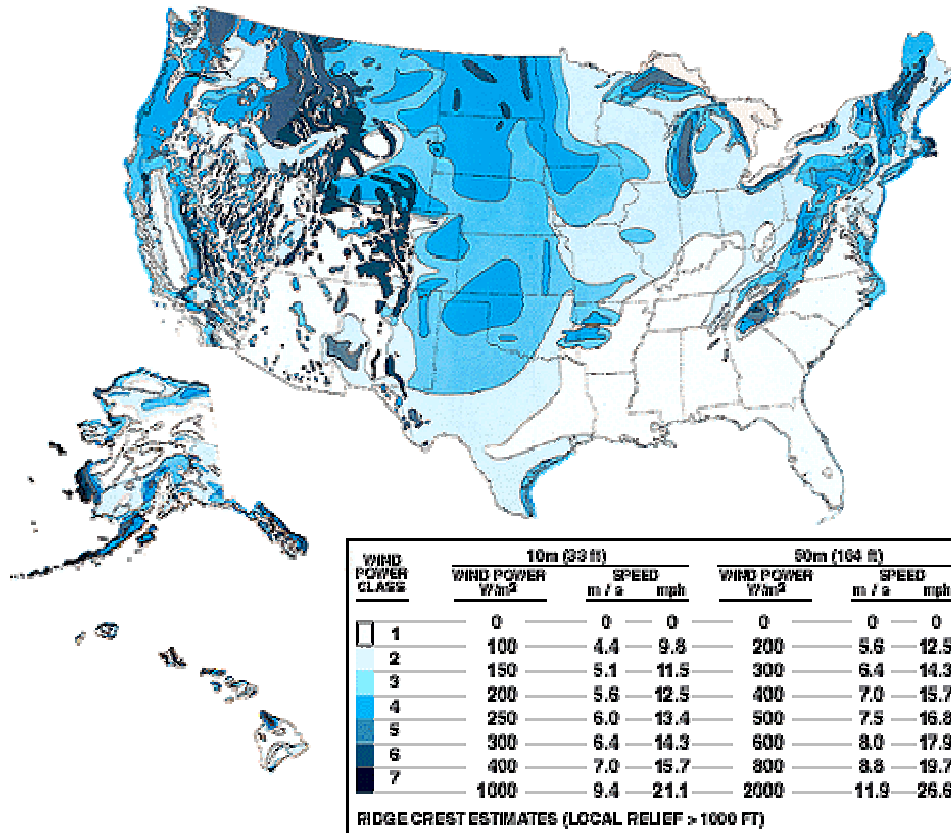 WIND POWER CLASS 10m (33 ft) 50m (164 ft)
WIND POWER W/m² SPEED m / s mph WIND POWER W/m² SPEED m / s mph
0 0 0 0 0 0
1
100 4.4 9.8 200 5.6 12.5
2
150 5.1 11.5 300 6.4 14.3
3
200 5.6 12.5 400 7.0 15.7
4
250 6.0 13.4 500 7.5 16.8
5
300 6.4 14.3 600 8.0 17.9
6
400 7.0 15.7 800 8.8 19.7
7
1000 9.4 21.1 2000 11.9 26.6
RIDGE CREST ESTIMATES (LOCAL RELIEF > 1000 FT)